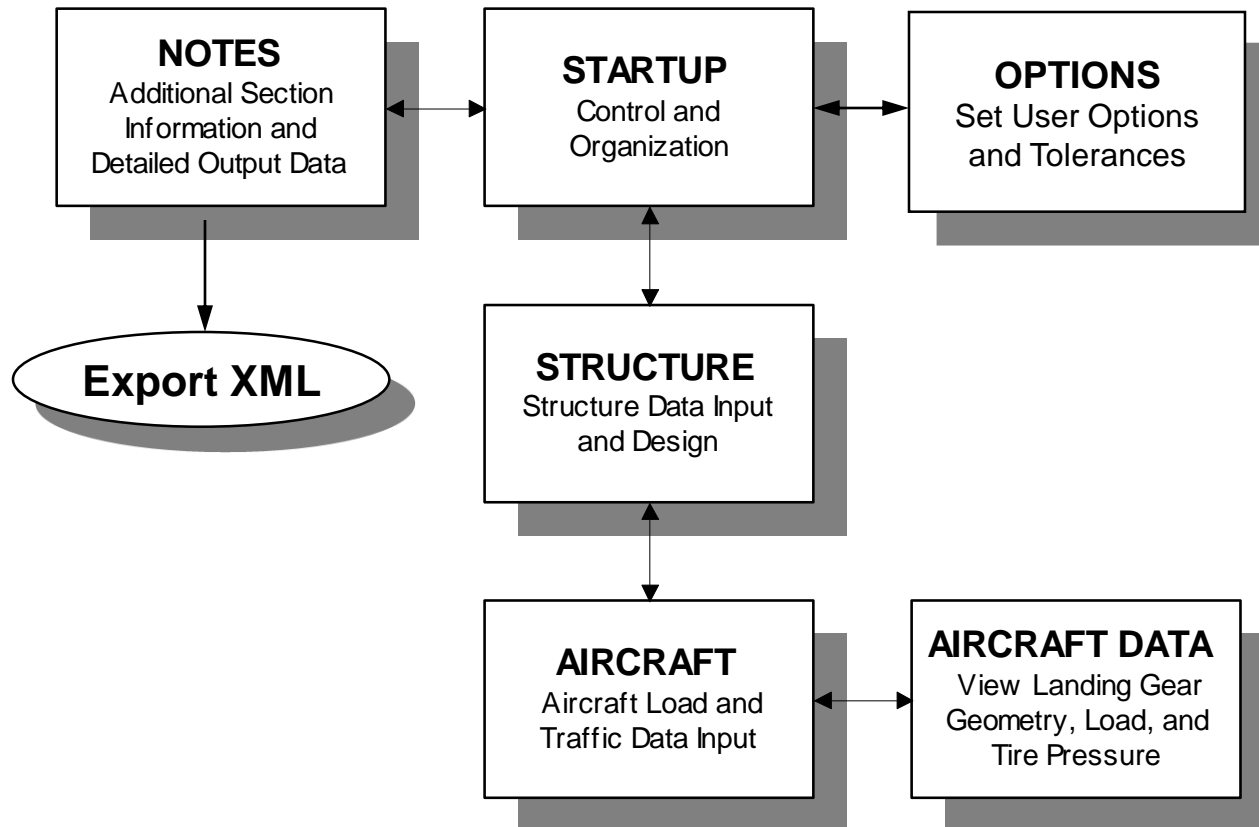 NOTES
Additional Section
Information and
Detailed Output Data
STARTUP
Control and
Organization
OPTIONS
Set User Options
and Tolerances
Export XML
STRUCTURE
Structure Data Input
and Design
AIRCRAFT
Aircraft Load and
Traffic Data Input
AIRCRAFT DATA
View Landing Gear
Geometry, Load, and
Tire Pressure